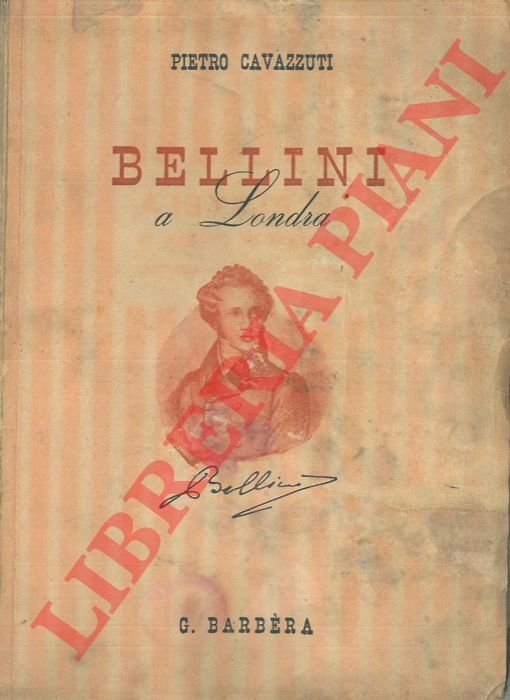 PIETRO CAVAZZUTI
BELLINI
a Londra
Bellini
G. BARBÈRA
LIBRERIA PIANI